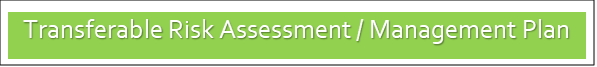 Transferable Risk Assessment / Management Plan